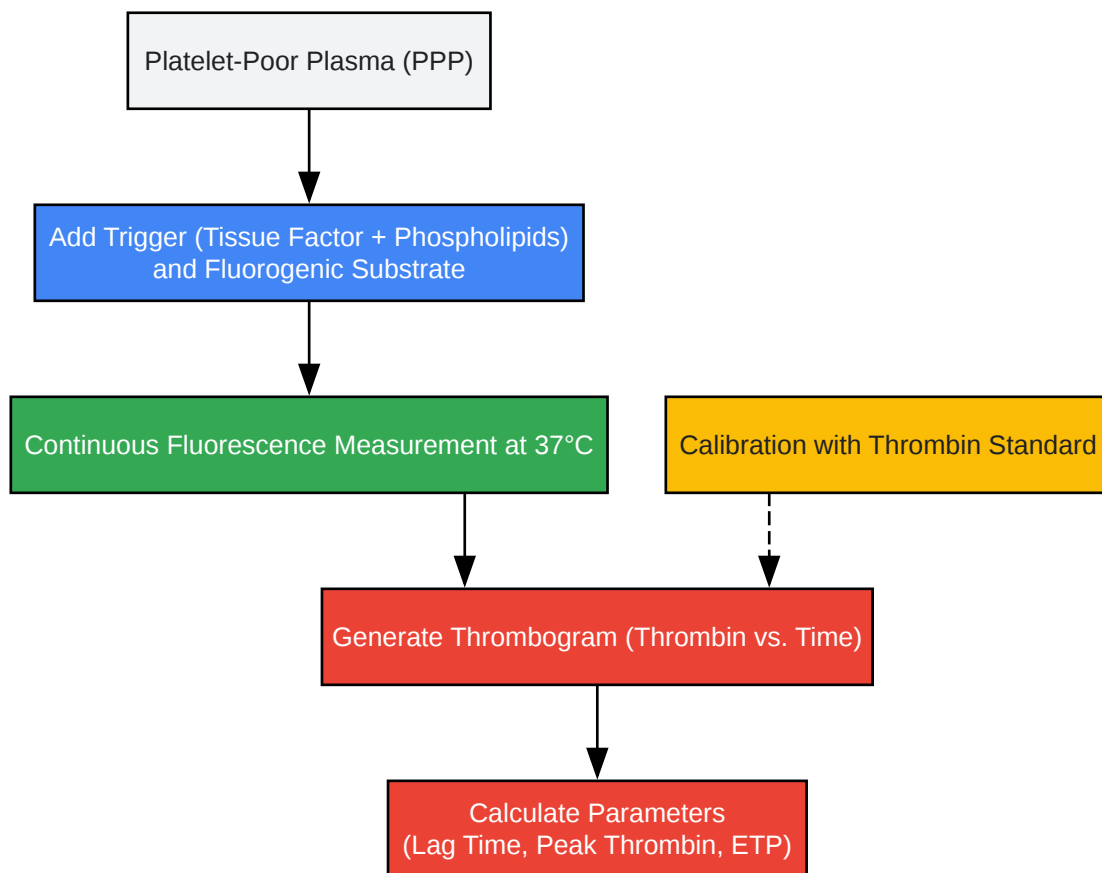 Platelet-Poor Plasma (PPP)
Add Trigger (Tissue Factor + Phospholipids)
and Fluorogenic Substrate
Continuous Fluorescence Measurement at 37°C
Calibration with Thrombin Standard
Generate Thrombogram (Thrombin vs. Time)
Calculate Parameters
(Lag Time, Peak Thrombin, ETP)